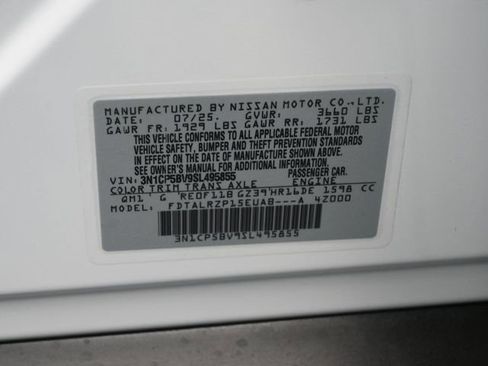 MANUFACTURED BY NISSAN MOTOR CO.,LTD.
07/25. GVWR: 3660 LBS
GAWR FR: 1929 LBS GAWR RR: 1731 LBS
THIS VEHICLE CONFORMS TO ALL APPLICABLE FEDERAL MOTOR
VEHICLE SAFETY, BUMPER AND THEFT PREVENTION STANDARDS
IN EFFECT ON THE DATE OF MANUFACTURE SHOWN ABOVE.
SEE OWNER'S MANUAL FOR ADDITIONAL INFORMATION.
VIN: 3N1CP5BV9SL495855 PASSENGER CAR.
COLOR TRIM TRANS AXLE ENGINE
QM1 G RE0F11B GZ39 HR16DE 1598 CC
MODEL: FDTALRZP15EUAB---A 4Z000
3N1CP5BV9SL495855